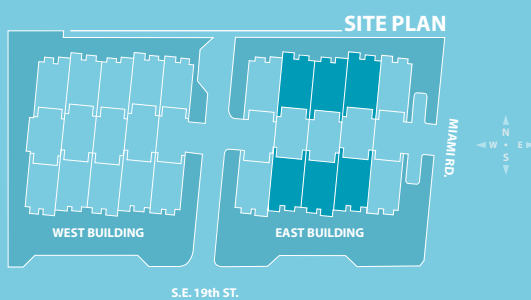 SITE PLAN
MIAMI RD.
N
W • E
S
WEST BUILDING
EAST BUILDING
S.E. 19th ST.